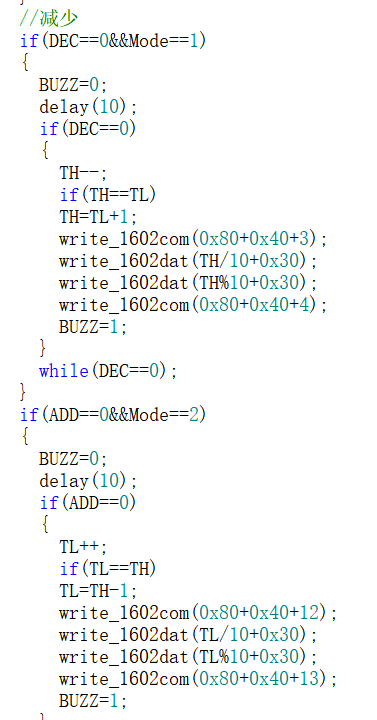 }
//减少
if(DEC==0&&Mode==1)
{
BUZZ=0;
delay(10);
if(DEC==0)
{
TH--;
if(TH==TL)
TH=TL+1;
write_1602com(0x80+0x40+3);
write_1602dat(TH/10+0x30);
write_1602dat(TH%10+0x30);
write_1602com(0x80+0x40+4);
BUZZ=1;
}
while(DEC==0);
}
if(ADD==0&&Mode==2)
{
BUZZ=0;
delay(10);
if(ADD==0)
{
TL++;
if(TL==TH)
TL=TH-1;
write_1602com(0x80+0x40+12);
write_1602dat(TL/10+0x30);
write_1602dat(TL%10+0x30);
write_1602com(0x80+0x40+13);
BUZZ=1;
}